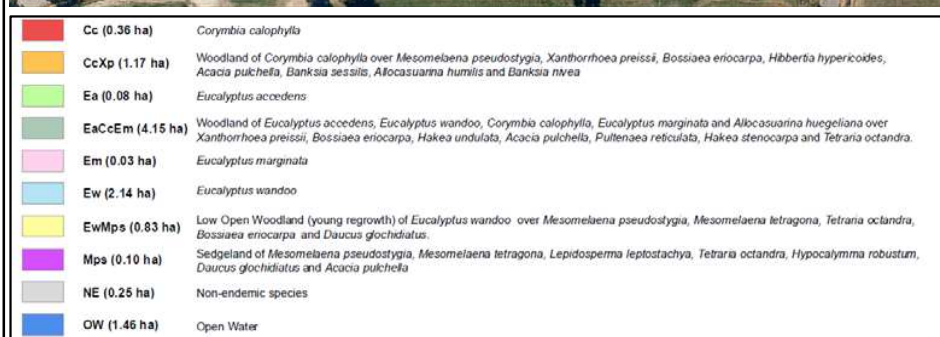 Cc (0.36 ha) Corymbia calophylla
CcXp (1.17 ha) Woodland of Corymbia calophylla over Mesomelaena pseudostygia, Xanthorrhoea preissii, Bossiaea eriocarpa, Hibbertia hypericoides,
Acacia pulchella, Banksia sessilis, Allocasuarina humilis and Banksia nivea
Ea (0.08 ha) Eucalyptus accedens
EaCcEm (4.15 ha) Woodland of Eucalyptus accedens, Eucalyptus wandoo, Corymbia calophylla, Eucalyptus marginata and Allocasuarina huegeliana over
Xanthorrhoea preissii, Bossiaea eriocarpa, Hakea undulata, Acacia pulchella, Pultenaea reticulata, Hakea stenocarpa and Tetraria octandra.
Em (0.03 ha) Eucalyptus marginata
Ew (2.14 ha) Eucalyptus wandoo
EwMps (0.83 ha) Low Open Woodland (young regrowth) of Eucalyptus wandoo over Mesomelaena pseudostygia, Mesomelaena tetragona, Tetraria octandra,
Bossiaea eriocarpa and Daucus glochidiatus.
Mps (0.10 ha) Sedgeland of Mesomelaena pseudostygia, Mesomelaena tetragona, Lepidosperma leptostachya, Tetraria octandra, Hypocalymma robustum,
Daucus glochidiatus and Acacia pulchella
NE (0.25 ha) Non-endemic species
OW (1.46 ha) Open Water